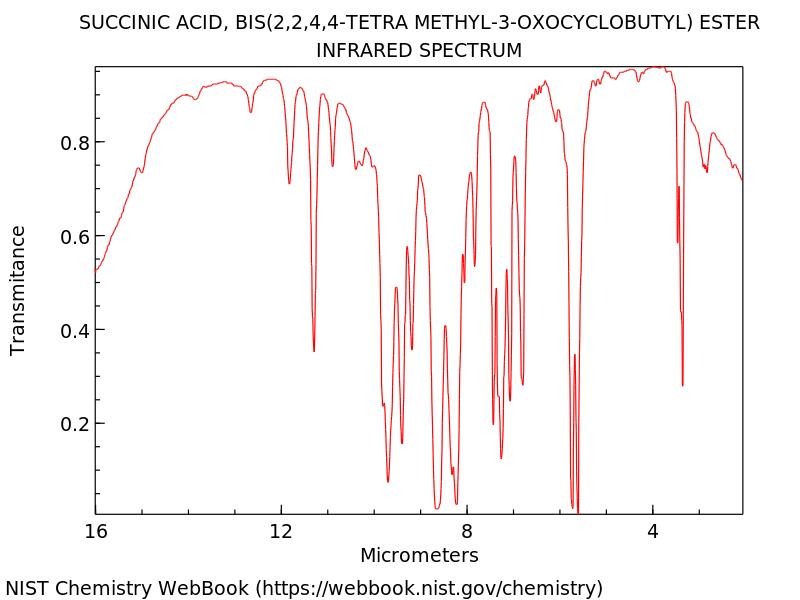 SUCCINIC ACID, BIS(2,2,4,4-TETRA METHYL-3-OXOCYCLOBUTYL) ESTER
INFRARED SPECTRUM
Transmitance
0.8
0.6
0.4
0.2
16 12 8 4
Micrometers
NIST Chemistry WebBook (https://webbook.nist.gov/chemistry)